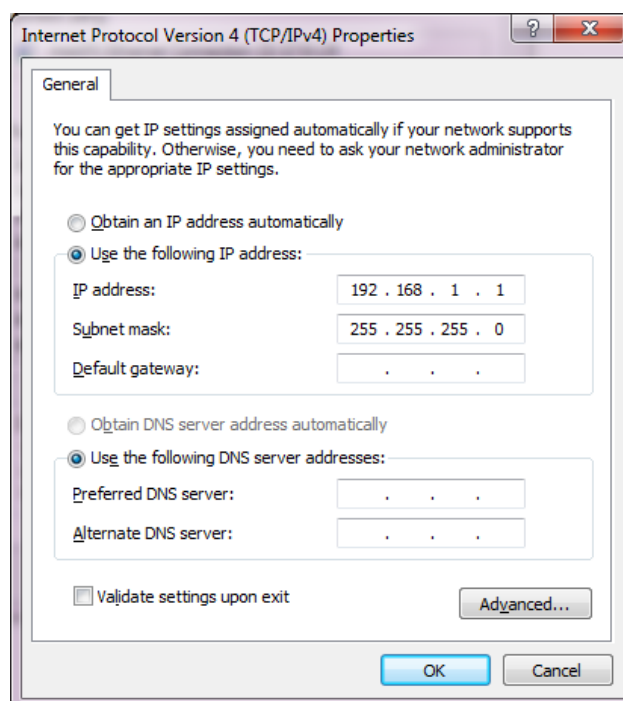 Internet Protocol Version 4 (TCP/IPv4) Properties
General
You can get IP settings assigned automatically if your network supports
this capability. Otherwise, you need to ask your network administrator
for the appropriate IP settings.
Obtain an IP address automatically
Use the following IP address:
IP address: 192 . 168 . 1 . 1
Subnet mask: 255 . 255 . 255 . 0
Default gateway: . . .
Obtain DNS server address automatically
Use the following DNS server addresses:
Preferred DNS server: . . .
Alternate DNS server: . . .
Validate settings upon exit
Advanced...
OK Cancel